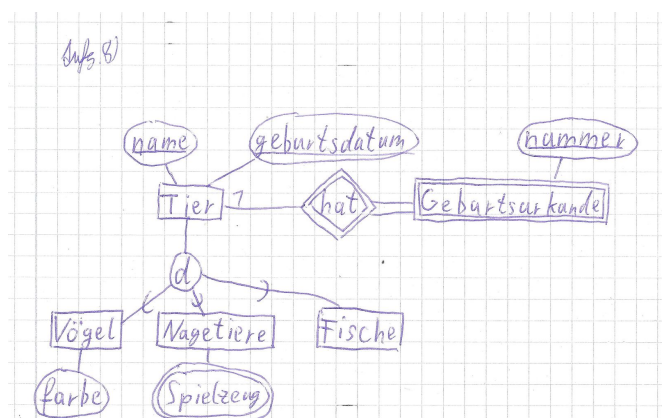 Aufg. 8)
name geburtsdatum nummer
Tier 1 hat Geburtsurkunde
d
Vögel Nagetiere Fische
farbe Spielzeug